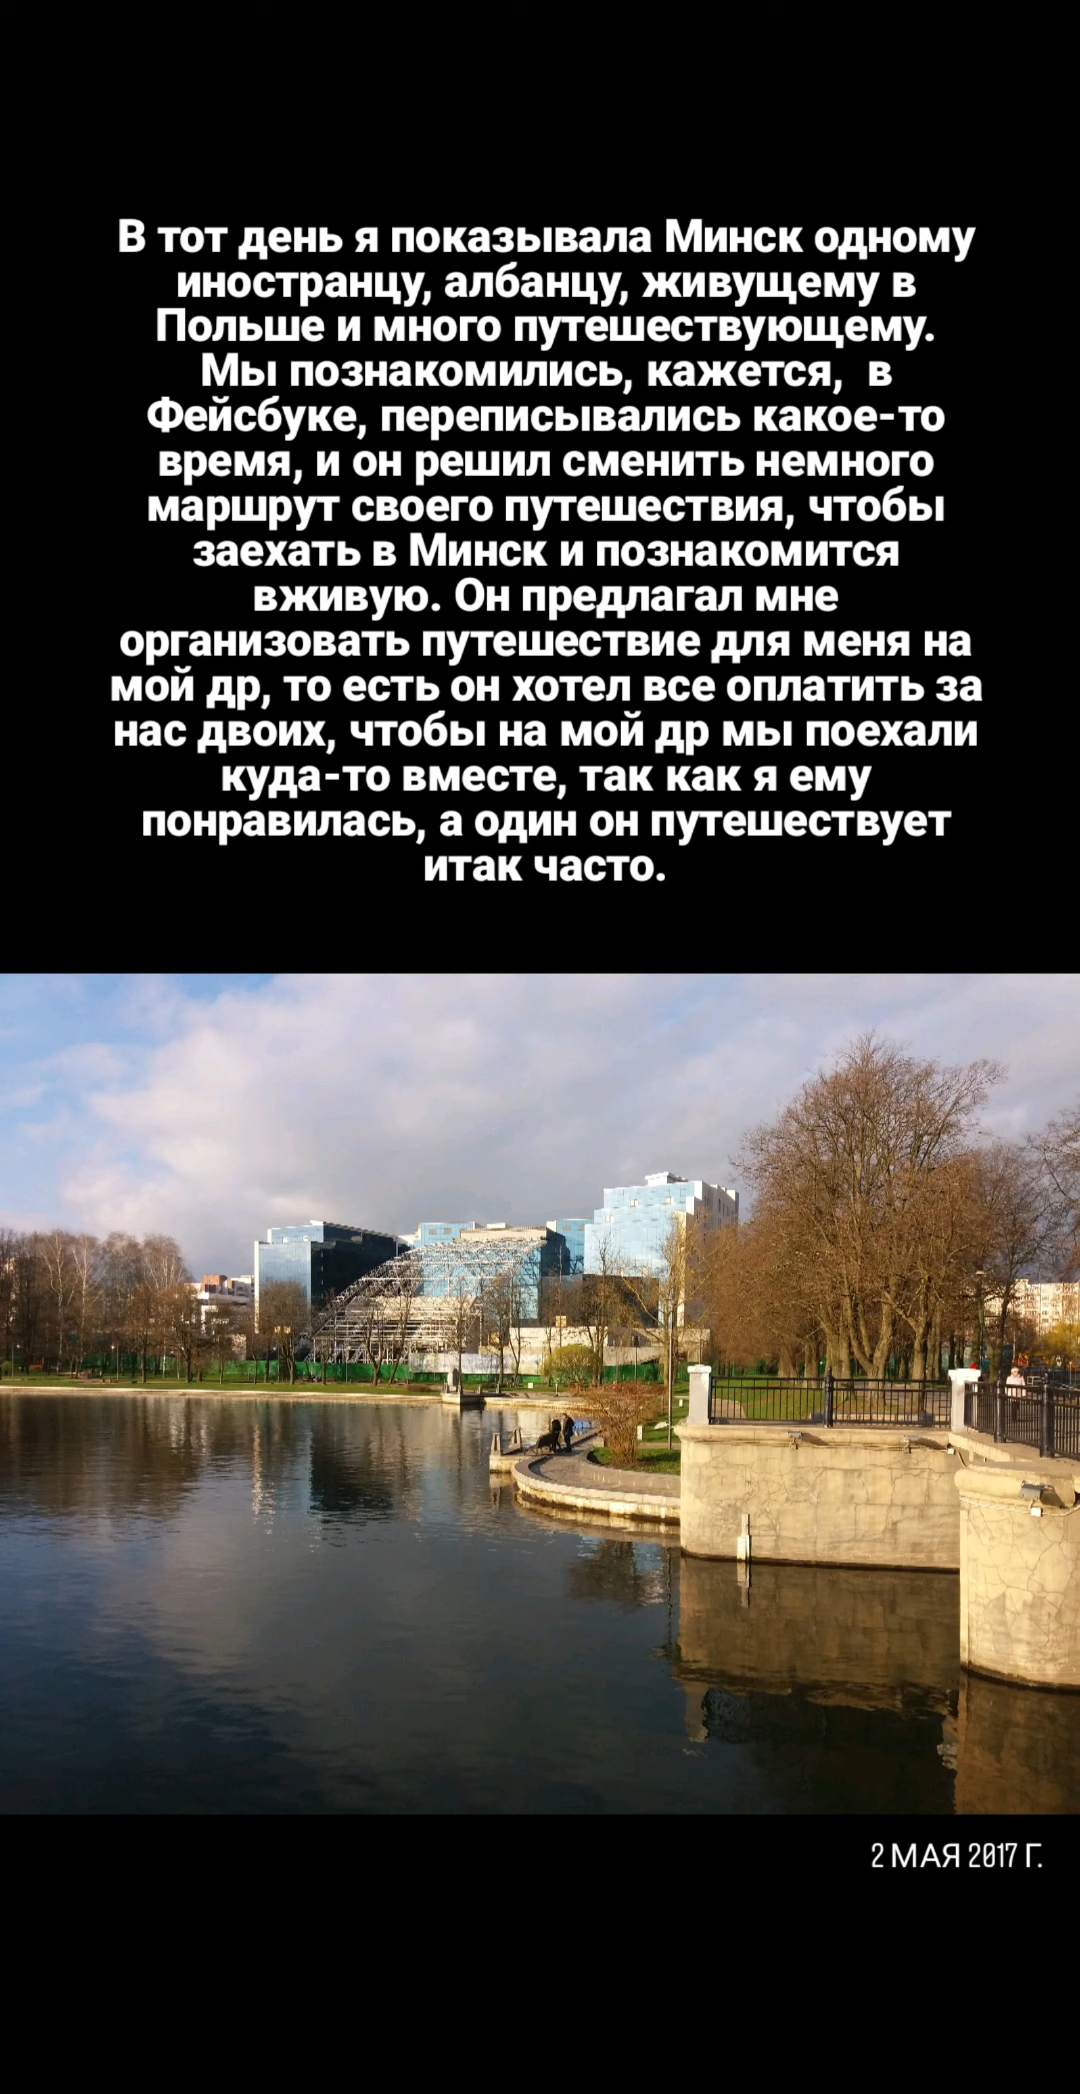 В тот день я показывала Минск одному
иностранцу, албанцу, живущему в
Польше и много путешествующему.
Мы познакомились, кажется,  в
Фейсбуке, переписывались какое-то
время, и он решил сменить немного
маршрут своего путешествия, чтобы
заехать в Минск и познакомится
вживую. Он предлагал мне
организовать путешествие для меня на
мой др, то есть он хотел все оплатить за
нас двоих, чтобы на мой др мы поехали
куда-то вместе, так как я ему
понравилась, а один он путешествует
итак часто.
2 МАЯ 2017 Г.